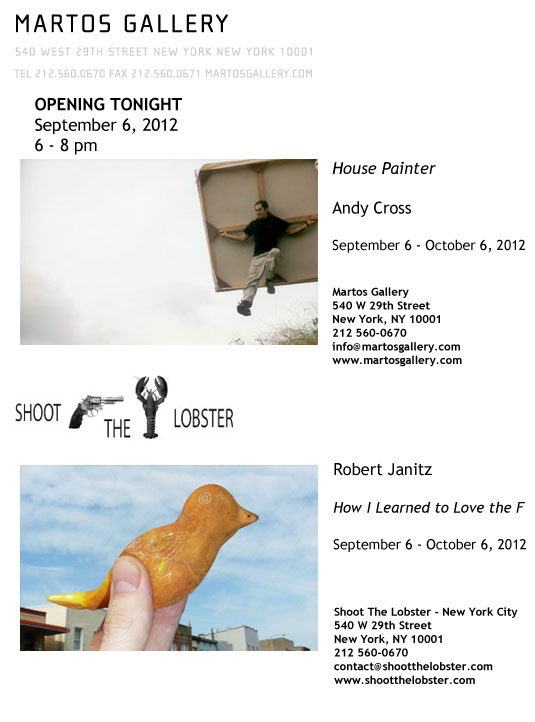 MARTOS GALLERY
540 WEST 29TH STREET NEW YORK NEW YORK 10001
TEL 212.560.0670 FAX 212.560.0671 MARTOSGALLERY.COM
OPENING TONIGHT
September 6, 2012
6 - 8 pm
House Painter
Andy Cross
September 6 - October 6, 2012
Martos Gallery
540 W 29th Street
New York, NY 10001
212 560-0670
info@martosgallery.com
www.martosgallery.com
SHOOT THE LOBSTER
Robert Janitz
How I Learned to Love the F
September 6 - October 6, 2012
Shoot The Lobster - New York City
540 W 29th Street
New York, NY 10001
212 560-0670
contact@shootthelobster.com
www.shootthelobster.com